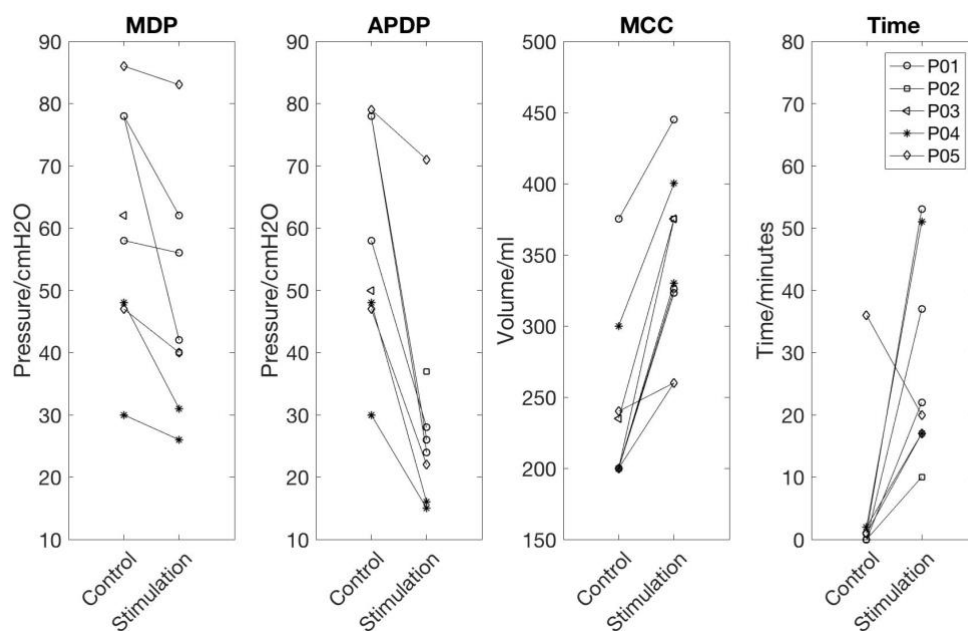 MDP
90
80
70
60
50
40
30
20
10
Pressure/cmH2O
Control
Stimulation
APDP
90
80
70
60
50
40
30
20
10
Pressure/cmH2O
Control
Stimulation
MCC
500
450
400
350
300
250
200
150
Volume/ml
Control
Stimulation
Time
80
70
60
50
40
30
20
10
0
Time/minutes
Control
Stimulation
P01
P02
P03
P04
P05